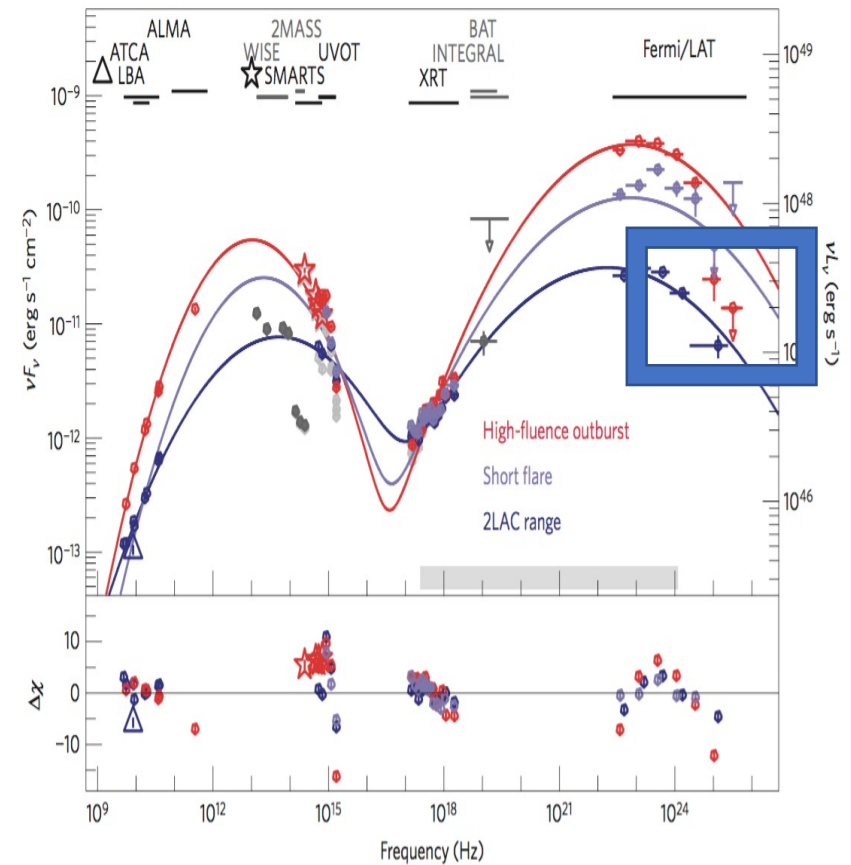 ALMA
2MASS
BAT
ATCA
WISE
UVOT
INTEGRAL
Fermi/LAT
LBA
SMARTS
XRT
10⁻⁹
10⁻¹⁰
10⁻¹¹
10⁻¹²
10⁻¹³
νFν (erg s⁻¹ cm⁻²)
10⁴⁹
10⁴⁸
10⁴⁶
νLν (erg s⁻¹)
High-fluence outburst
Short flare
2LAC range
10
0
−10
Δχ
10⁹
10¹²
10¹⁵
10¹⁸
10²¹
10²⁴
Frequency (Hz)